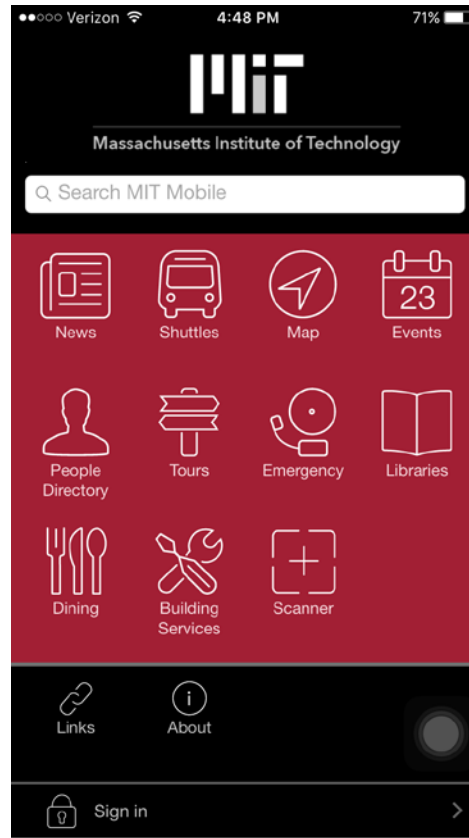 Verizon 4:48 PM 71%
MIT
Massachusetts Institute of Technology
Search MIT Mobile
23
News Shuttles Map Events
People Directory Tours Emergency Libraries
Dining Building Services Scanner
Links About
Sign in